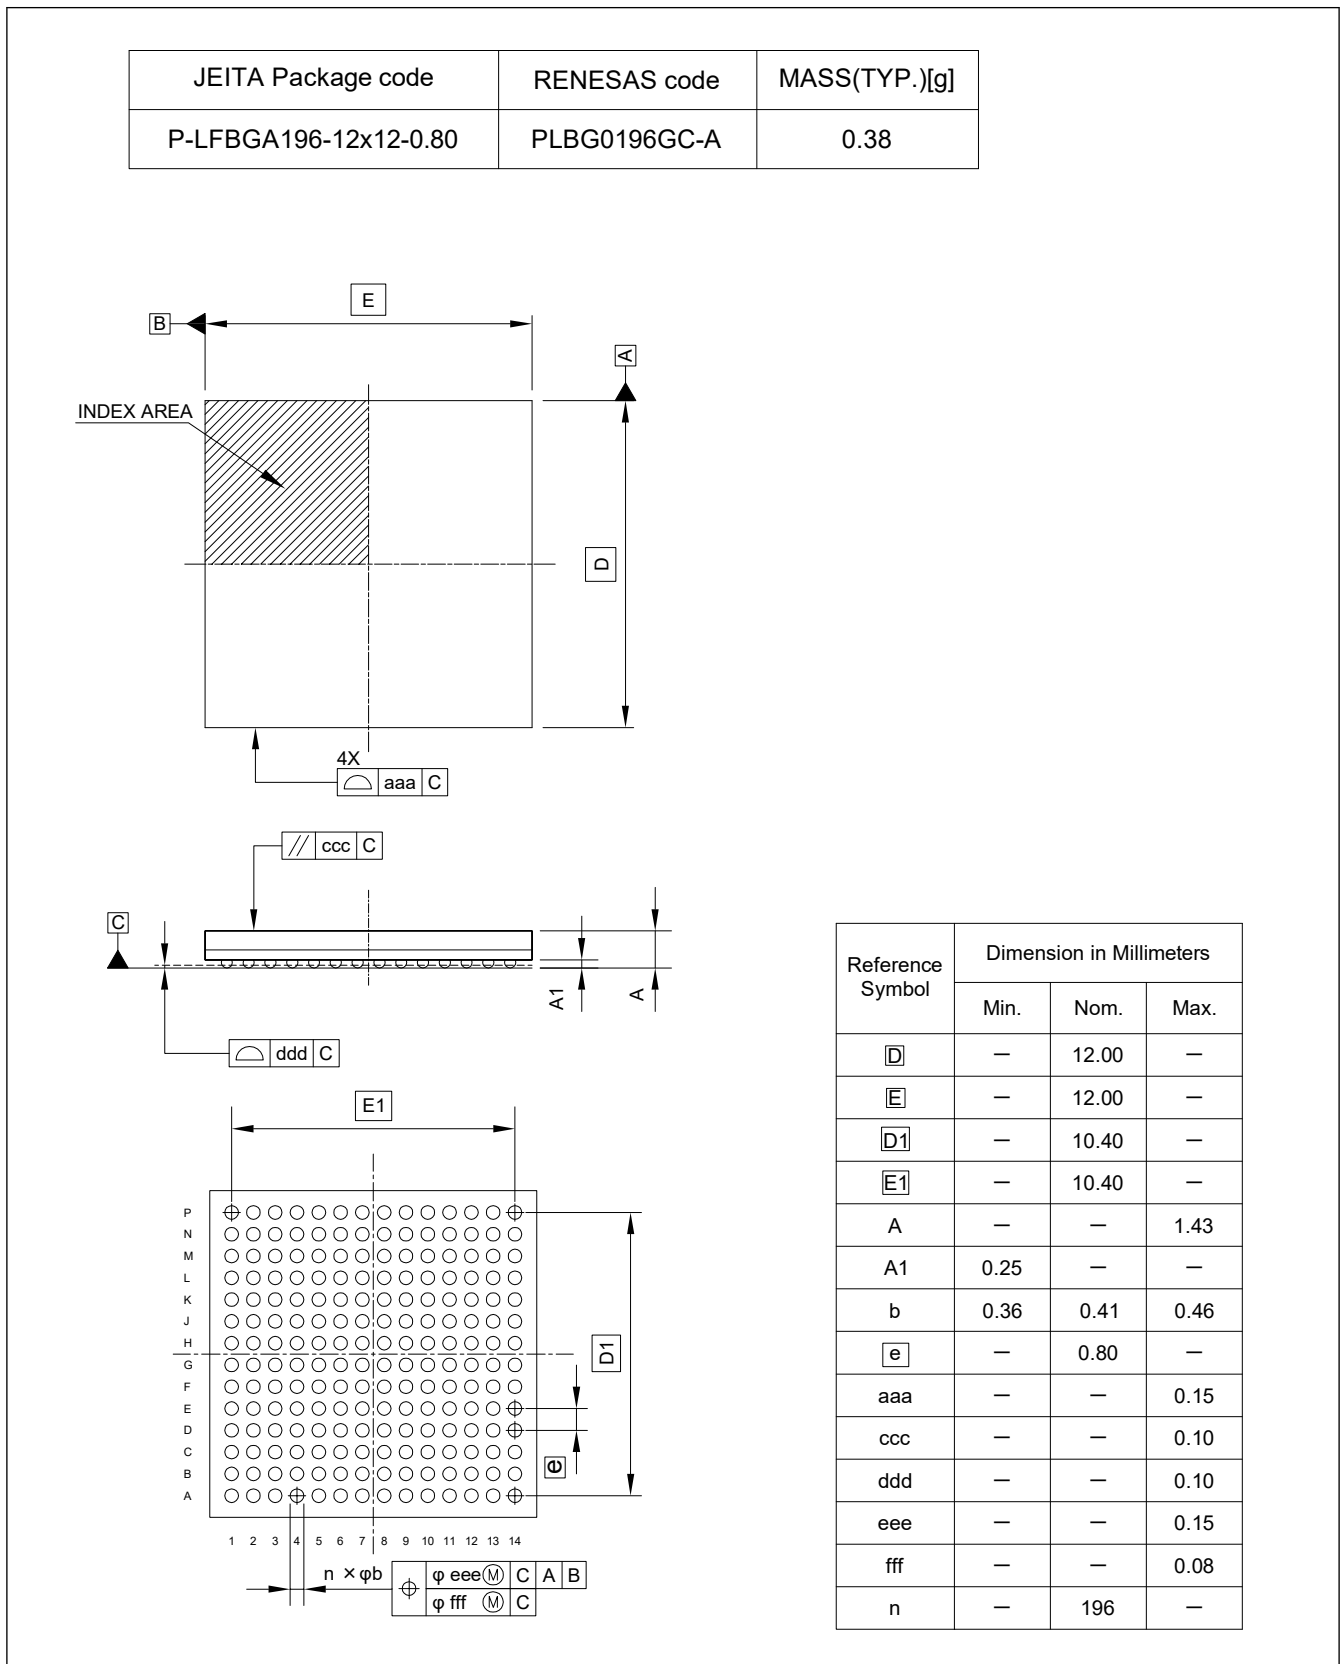 JEITA Package code RENESAS code MASS(TYP.)[g]
P-LFBGA196-12x12-0.80 PLBG0196GC-A 0.38
E
B
A
INDEX AREA
D
4X
aaa C
// ccc C
C
A1
A
ddd C
E1
P
N
M
L
K
J
H
G
F
E
D
C
B
A
D1
e
1 2 3 4 5 6 7 8 9 10 11 12 13 14
n ×φb
φ eee Ⓜ C A B
φ fff Ⓜ C
Reference Symbol
Dimension in Millimeters
Min. Nom. Max.
D — 12.00 —
E — 12.00 —
D1 — 10.40 —
E1 — 10.40 —
A — — 1.43
A1 0.25 — —
b 0.36 0.41 0.46
e — 0.80 —
aaa — — 0.15
ccc — — 0.10
ddd — — 0.10
eee — — 0.15
fff — — 0.08
n — 196 —